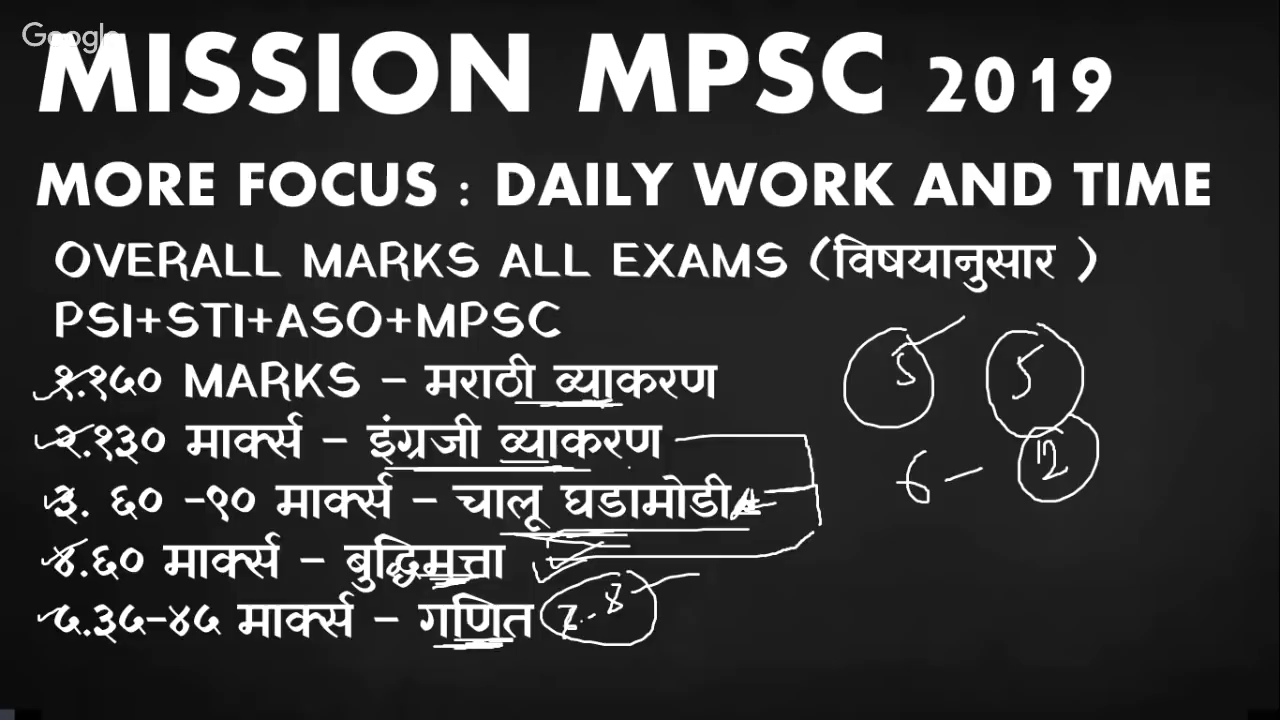 Google
MISSION MPSC 2019
MORE FOCUS : DAILY WORK AND TIME
OVERALL MARKS ALL EXAMS (विषयानुसार )
PSI+STI+ASO+MPSC
१.१५० MARKS – मराठी व्याकरण
२.१३० मार्क्स – इंग्रजी व्याकरण
३. ६० -९० मार्क्स – चालू घडामोडी
४.६० मार्क्स – बुद्धिमत्ता
५.३५-४५ मार्क्स – गणित
5 5
6 – 12
7.. 8